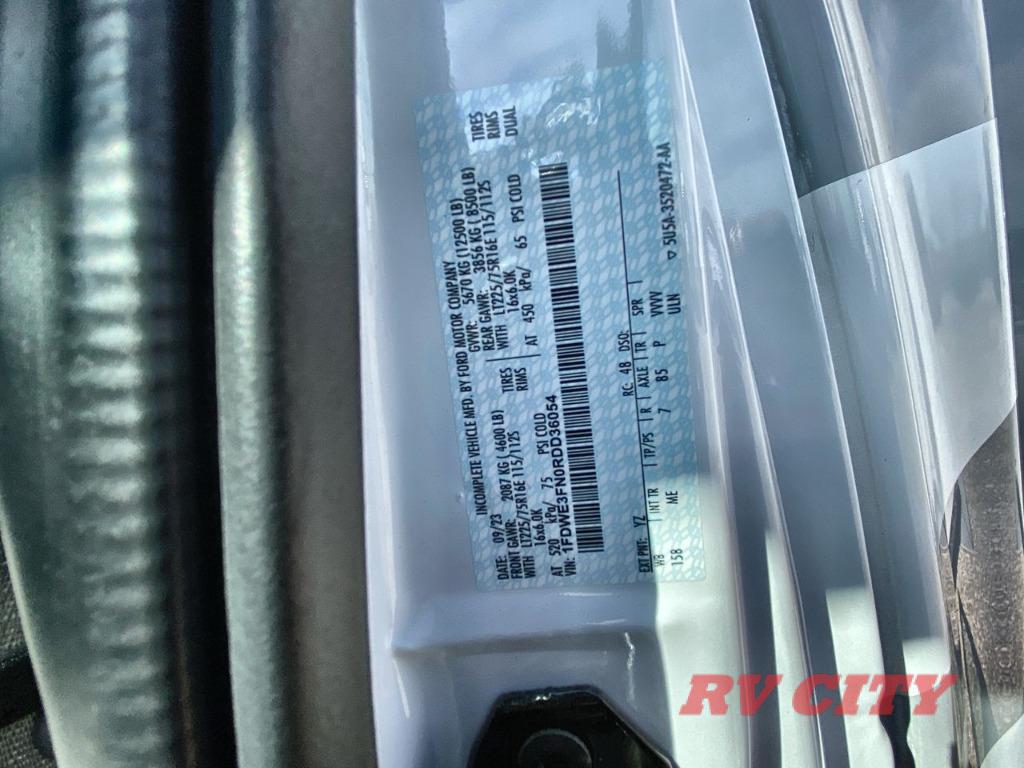 INCOMPLETE VEHICLE MFD. BY FORD MOTOR COMPANY
DATE: 09/23 GVWR: 5670 KG (12500 LB)
FRONT GAWR: 2087 KG (4600 LB) REAR GAWR: 3856 KG (8500 LB)
WITH LT225/75R16E 115/112S TIRES WITH LT225/75R16E 115/112S TIRES
16x6.0K RIMS 16x6.0K RIMS
AT 520 kPa/ 75 PSI COLD AT 450 kPa/ 65 PSI COLD DUAL
VIN: 1FDWE3FN0RDD36054
EXT PNT: YZ RC: 48 DSO:
WB INT TR TP/PS R AXLE TR SPR
158 ME 7 85 P VVV
ULN
▽ 5U5A-3520472-AA
RV CITY